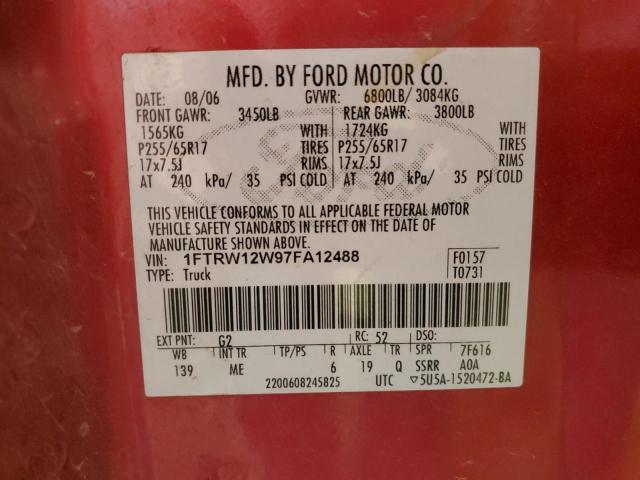 MFD. BY FORD MOTOR CO.
DATE: 08/06 GVWR: 6800LB/ 3084KG
FRONT GAWR: 3450LB REAR GAWR: 3800LB
1565KG WITH 1724KG WITH
P255/65R17 TIRES P255/65R17 TIRES
17x7.5J RIMS 17x7.5J RIMS
AT 240 kPa/ 35 PSI COLD AT 240 kPa/ 35 PSI COLD
THIS VEHICLE CONFORMS TO ALL APPLICABLE FEDERAL MOTOR
VEHICLE SAFETY STANDARDS IN EFFECT ON THE DATE OF
MANUFACTURE SHOWN ABOVE.
VIN: 1FTRW12W97FA12488 F0157
TYPE: Truck T0731
EXT PNT: G2 RC: 52 DSO:
WB INT TR TP/PS R AXLE TR SPR 7F616
139 ME 6 19 Q SSRR AOA
2200608245825 UTC ▽5U5A-1520472-BA